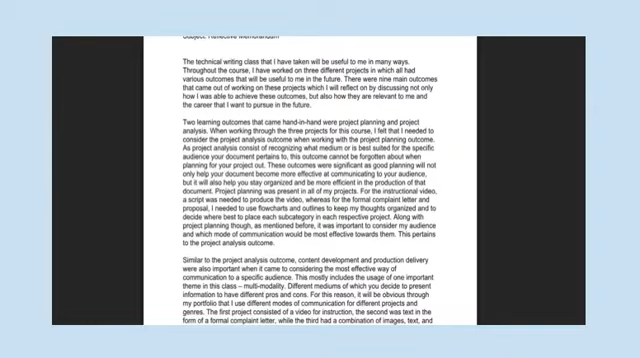 Subject: Reflective Memorandum
The technical writing class that I have taken will be useful to me in many ways.
Throughout the course, I have worked on three different projects in which all had
various outcomes that will be useful to me in the future. There were nine main outcomes
that came out of working on these projects which I will reflect on by discussing not only
how I was able to achieve these outcomes, but also how they are relevant to me and
the career that I want to pursue in the future.
Two learning outcomes that came hand-in-hand were project planning and project
analysis. When working through the three projects for this course, I felt that I needed to
consider the project analysis outcome when working with the project planning outcome.
As project analysis consist of recognizing what medium or is best suited for the specific
audience your document pertains to, this outcome cannot be forgotten about when
planning for your project out. These outcomes were significant as good planning will not
only help your document become more effective at communicating to your audience,
but it will also help you stay organized and be more efficient in the production of that
document. Project planning was present in all of my projects. For the instructional video,
a script was needed to produce the video, whereas for the formal complaint letter and
proposal, I needed to use flowcharts and outlines to keep my thoughts organized and to
decide where best to place each subcategory in each respective project. Along with
project planning though, as mentioned before, it was important to consider my audience
and which mode of communication would be most effective towards them. This pertains
to the project analysis outcome.
Similar to the project analysis outcome, content development and production delivery
were also important when it came to considering the most effective way of
communication to a specific audience. This mostly includes the usage of one important
theme in this class – multi-modality. Different mediums of which you decide to present
information to have different pros and cons. For this reason, it will be obvious through
my portfolio that I use different modes of communication for different projects and
genres. The first project consisted of a video for instruction, the second was text in the
form of a formal complaint letter, while the third had a combination of images, text, and